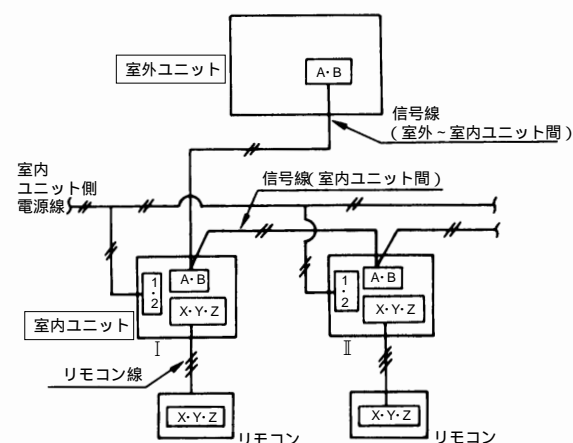 室外ユニット
A・B
信号線
(室外~室内ユニット間)
室内
ユニット側
電源線
信号線(室内ユニット間)
1・2
A・B
X・Y・Z
1・2
A・B
X・Y・Z
室内ユニット
Ⅰ
Ⅱ
リモコン線
X・Y・Z
リモコン
X・Y・Z
リモコン